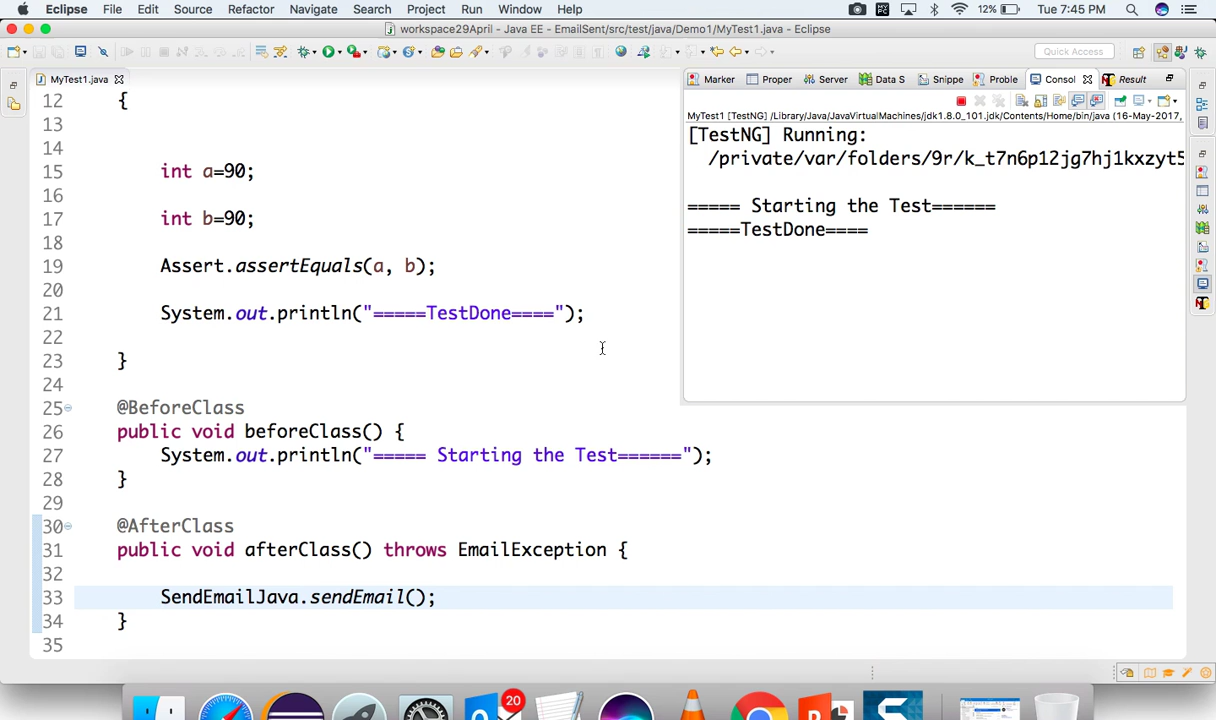 Eclipse File Edit Source Refactor Navigate Search Project Run Window Help 12% Tue 7:45 PM
workspace29April - Java EE - EmailSent/src/test/java/Demo1/MyTest1.java - Eclipse
Quick Access
MyTest1.java
12 {
13
14
15 int a=90;
16
17 int b=90;
18
19 Assert.assertEquals(a, b);
20
21 System.out.println("=====TestDone====");
22
23 }
24
25 @BeforeClass
26 public void beforeClass() {
27 System.out.println("===== Starting the Test======");
28 }
29
30 @AfterClass
31 public void afterClass() throws EmailException {
32
33 SendEmailJava.sendEmail();
34 }
35
Marker Proper Server Data S Snippe Proble Consol Result
MyTest1 [TestNG] /Library/Java/JavaVirtualMachines/jdk1.8.0_101.jdk/Contents/Home/bin/java (16-May-2017,
[TestNG] Running:
/private/var/folders/9r/k_t7n6p12jg7hj1kxzyt5
===== Starting the Test======
=====TestDone====
20